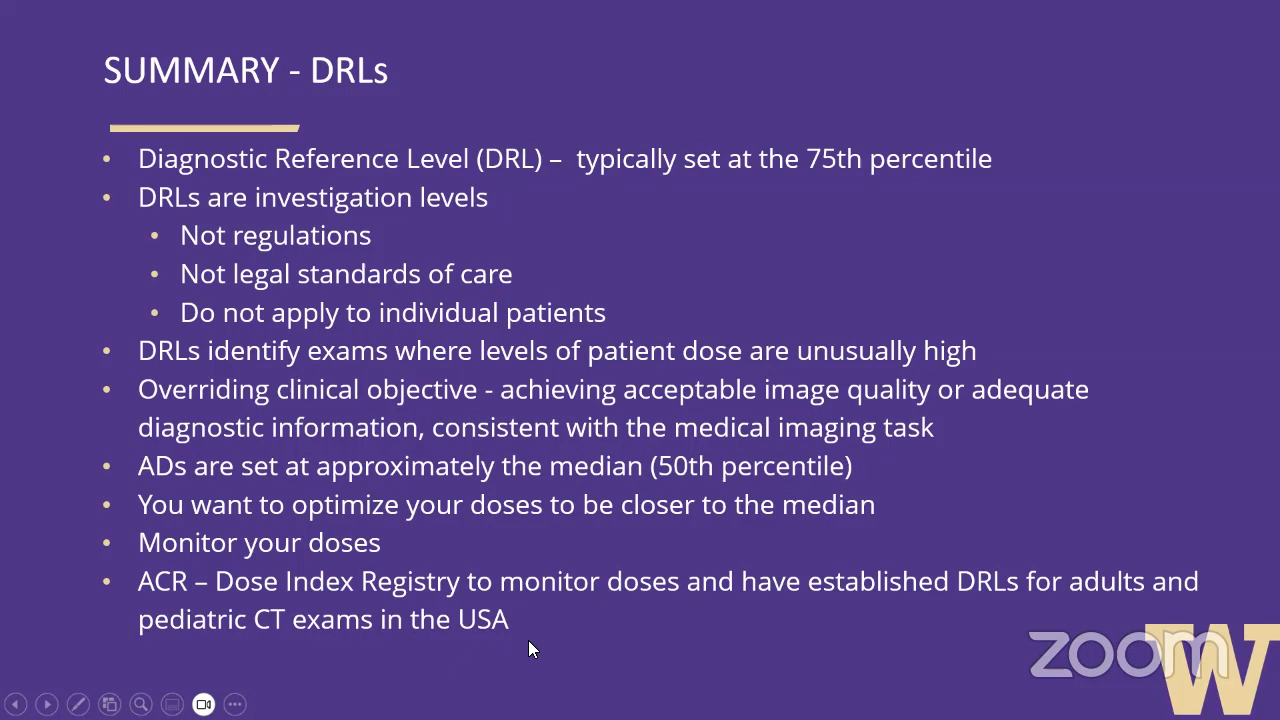 SUMMARY - DRLs
• Diagnostic Reference Level (DRL) – typically set at the 75th percentile
• DRLs are investigation levels
• Not regulations
• Not legal standards of care
• Do not apply to individual patients
• DRLs identify exams where levels of patient dose are unusually high
• Overriding clinical objective - achieving acceptable image quality or adequate
diagnostic information, consistent with the medical imaging task
• ADs are set at approximately the median (50th percentile)
• You want to optimize your doses to be closer to the median
• Monitor your doses
• ACR – Dose Index Registry to monitor doses and have established DRLs for adults and
pediatric CT exams in the USA
zoom
W